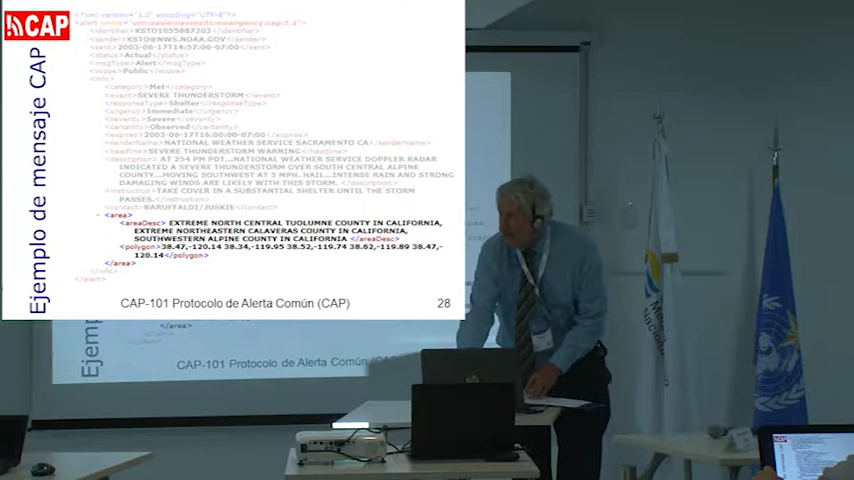 CAP
Ejemplo de mensaje CAP
<?xml version="1.0" encoding="UTF-8"?>
<alert xmlns="urn:oasis:names:tc:emergency:cap:1.1">
<identifier>KSTO1055887203</identifier>
<sender>KSTO@NWS.NOAA.GOV</sender>
<sent>2003-06-17T14:57:00-07:00</sent>
<status>Actual</status>
<msgType>Alert</msgType>
<scope>Public</scope>
<info>
<category>Met</category>
<event>SEVERE THUNDERSTORM</event>
<responseType>Shelter</responseType>
<urgency>Immediate</urgency>
<severity>Severe</severity>
<certainty>Observed</certainty>
<expires>2003-06-17T16:00:00-07:00</expires>
<senderName>NATIONAL WEATHER SERVICE SACRAMENTO CA</senderName>
<headline>SEVERE THUNDERSTORM WARNING</headline>
<description> AT 254 PM PDT...NATIONAL WEATHER SERVICE DOPPLER RADAR
INDICATED A SEVERE THUNDERSTORM OVER SOUTH CENTRAL ALPINE
COUNTY...MOVING SOUTHWEST AT 5 MPH. HAIL...INTENSE RAIN AND STRONG
DAMAGING WINDS ARE LIKELY WITH THIS STORM. </description>
<instruction>TAKE COVER IN A SUBSTANTIAL SHELTER UNTIL THE STORM
PASSES.</instruction>
<contact>BARUFFALDI/JUSKIE</contact>
- <area>
<areaDesc> EXTREME NORTH CENTRAL TUOLUMNE COUNTY IN CALIFORNIA,
EXTREME NORTHEASTERN CALAVERAS COUNTY IN CALIFORNIA,
SOUTHWESTERN ALPINE COUNTY IN CALIFORNIA </areaDesc>
<polygon>38.47,-120.14 38.34,-119.95 38.52,-119.74 38.62,-119.89 38.47,-
120.14</polygon>
</area>
</info>
</alert>
CAP-101 Protocolo de Alerta Común (CAP)
28
</area>
Ejem
CAP-101 Protocolo de Alerta Común (CA